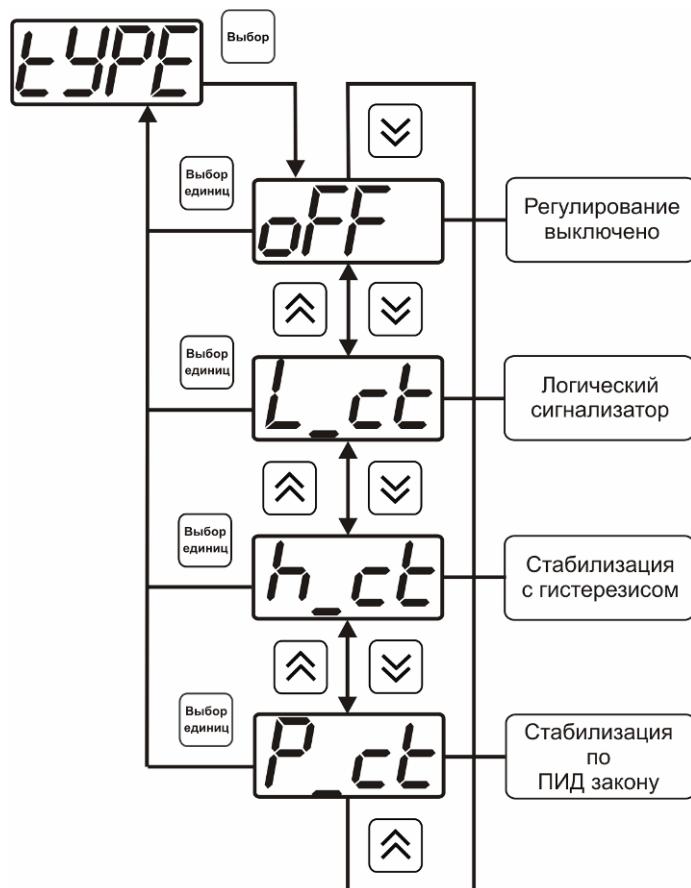 tYPE
Выбор
Выбор
единиц
oFF
Регулирование
выключено
Выбор
единиц
L_ct
Логический
сигнализатор
Выбор
единиц
h_ct
Стабилизация
с гистерезисом
Выбор
единиц
P_ct
Стабилизация
по
ПИД закону